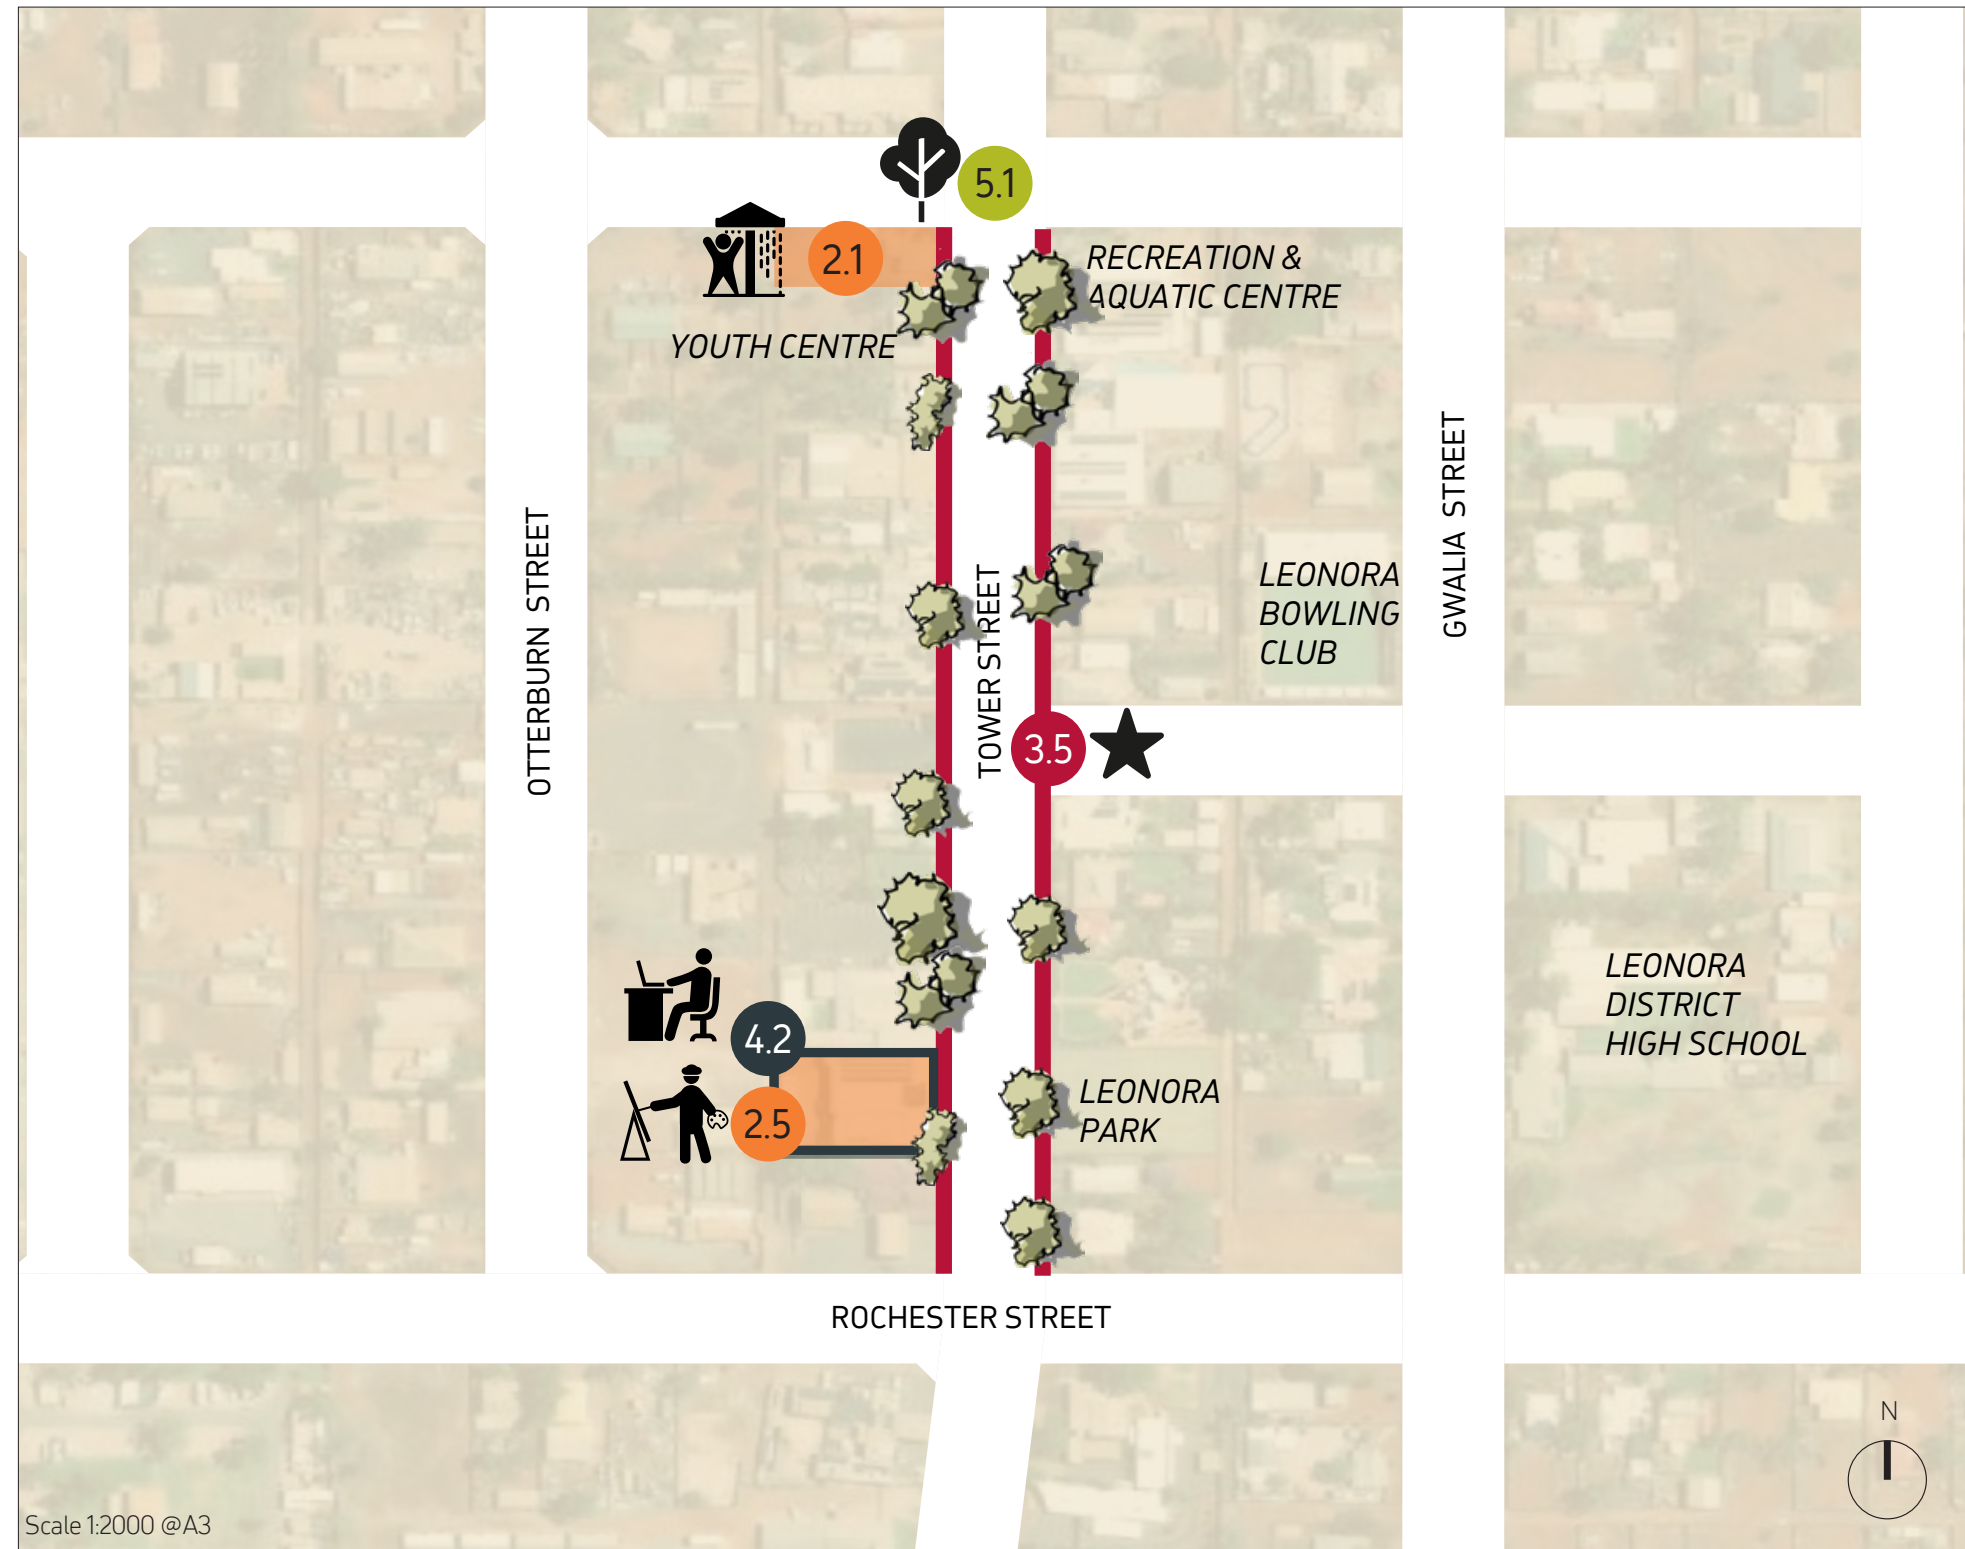 5.1
2.1
RECREATION &
AQUATIC CENTRE
YOUTH CENTRE
OTTERBURN STREET
TOWER STREET
GWALIA STREET
LEONORA
BOWLING
CLUB
3.5
LEONORA
DISTRICT
HIGH SCHOOL
4.2
2.5
LEONORA
PARK
ROCHESTER STREET
N
Scale 1:2000 @A3